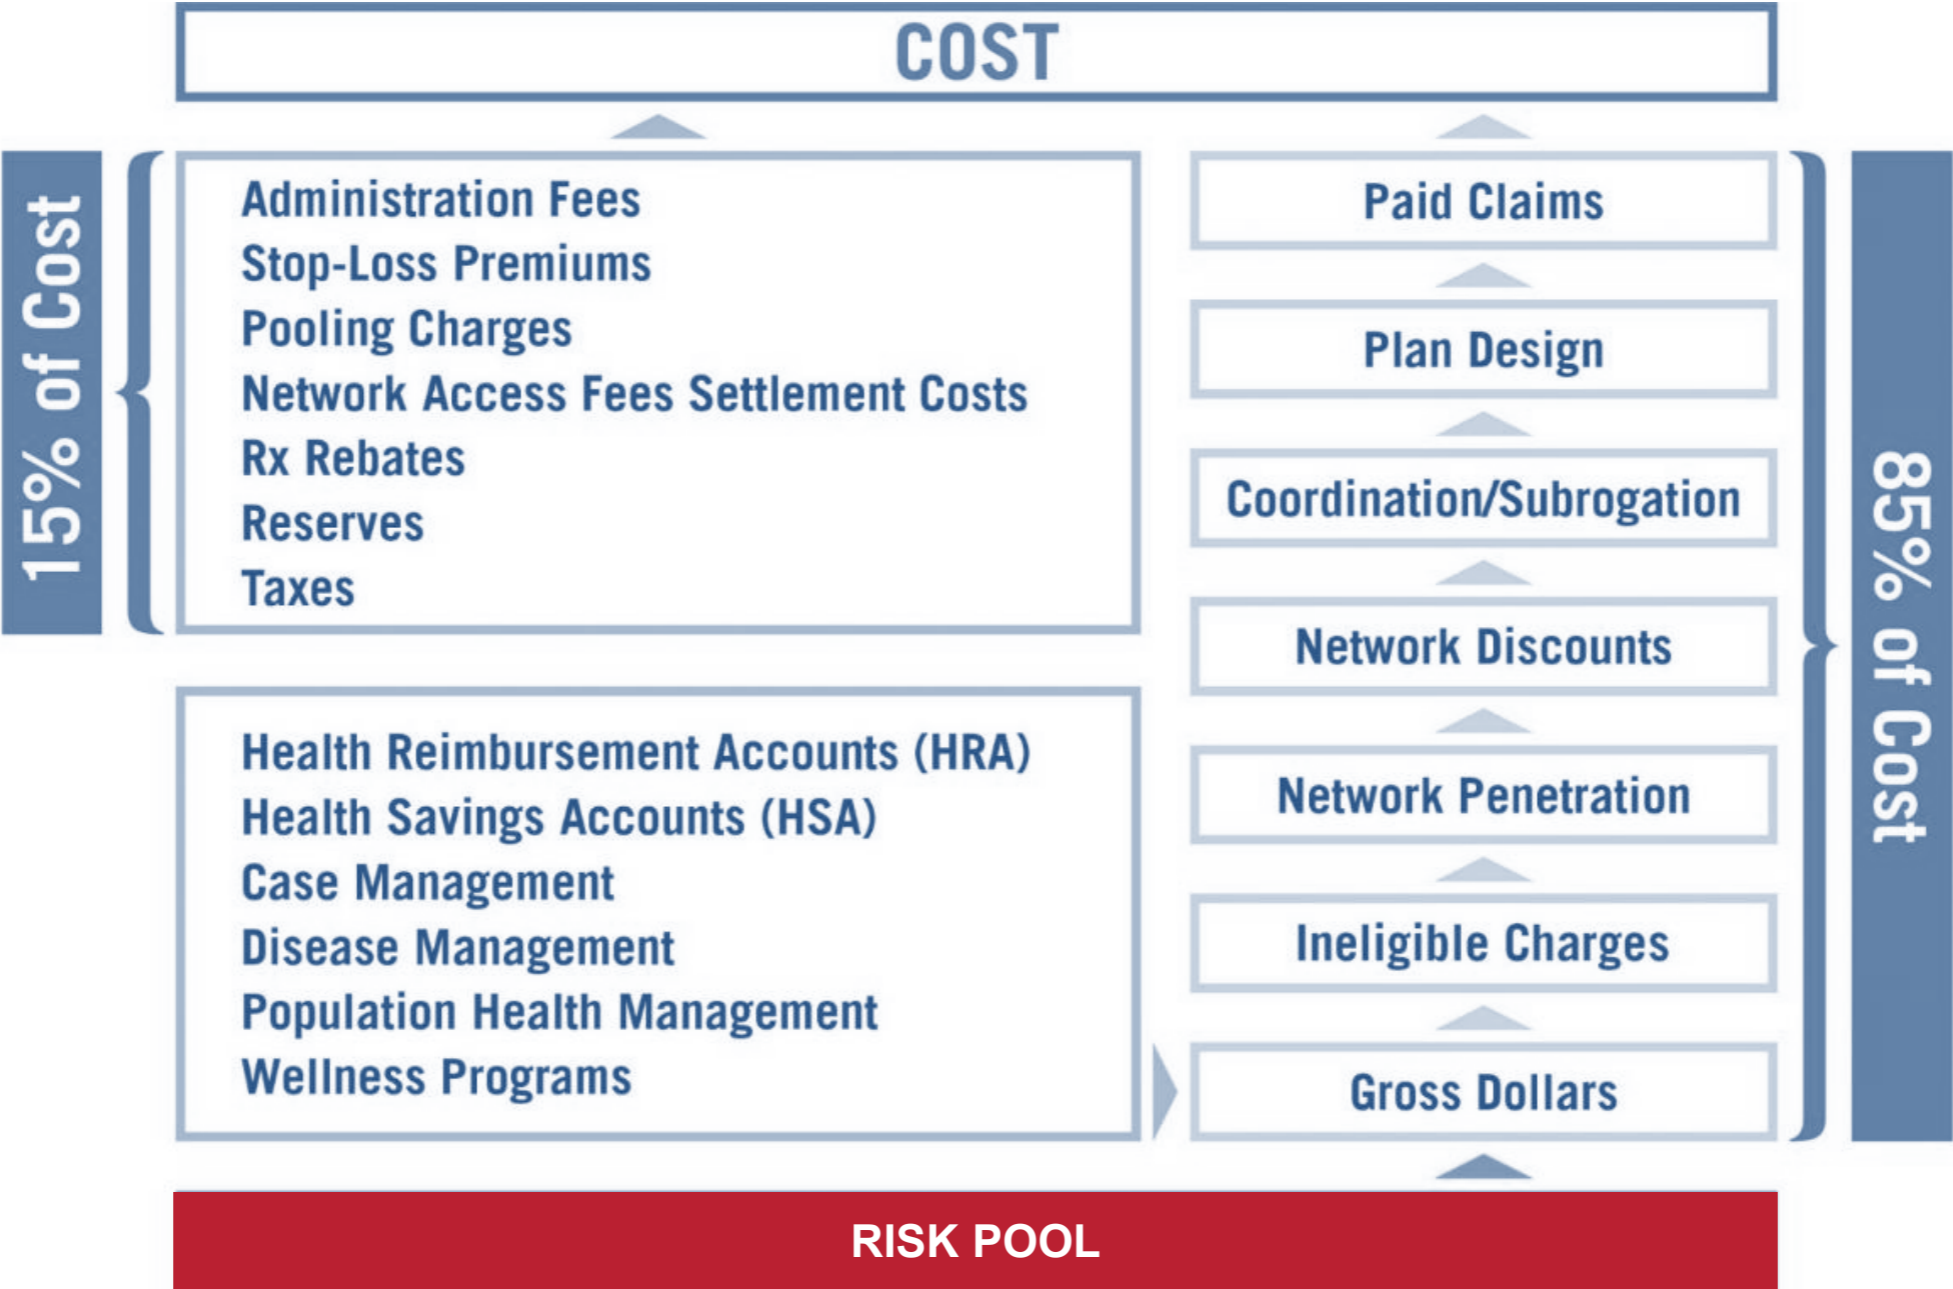 COST
15% of Cost
Administration Fees
Stop-Loss Premiums
Pooling Charges
Network Access Fees Settlement Costs
Rx Rebates
Reserves
Taxes
Health Reimbursement Accounts (HRA)
Health Savings Accounts (HSA)
Case Management
Disease Management
Population Health Management
Wellness Programs
Paid Claims
Plan Design
Coordination/Subrogation
Network Discounts
Network Penetration
Ineligible Charges
Gross Dollars
85% of Cost
RISK POOL